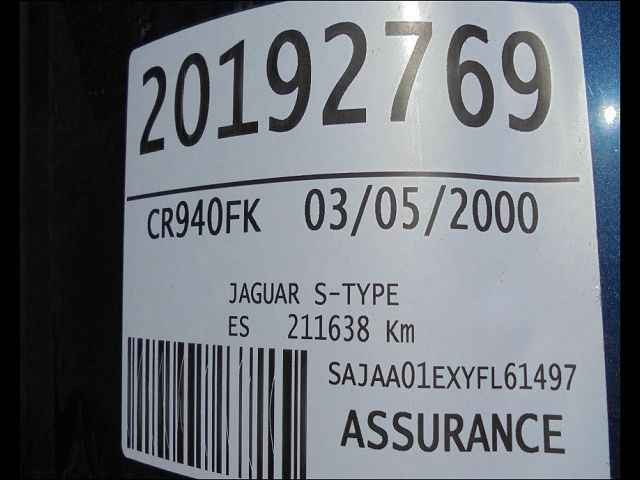 20192769
CR940FK 03/05/2000
JAGUAR S-TYPE
ES 211638 Km
SAJAA01EXYFL61497
ASSURANCE